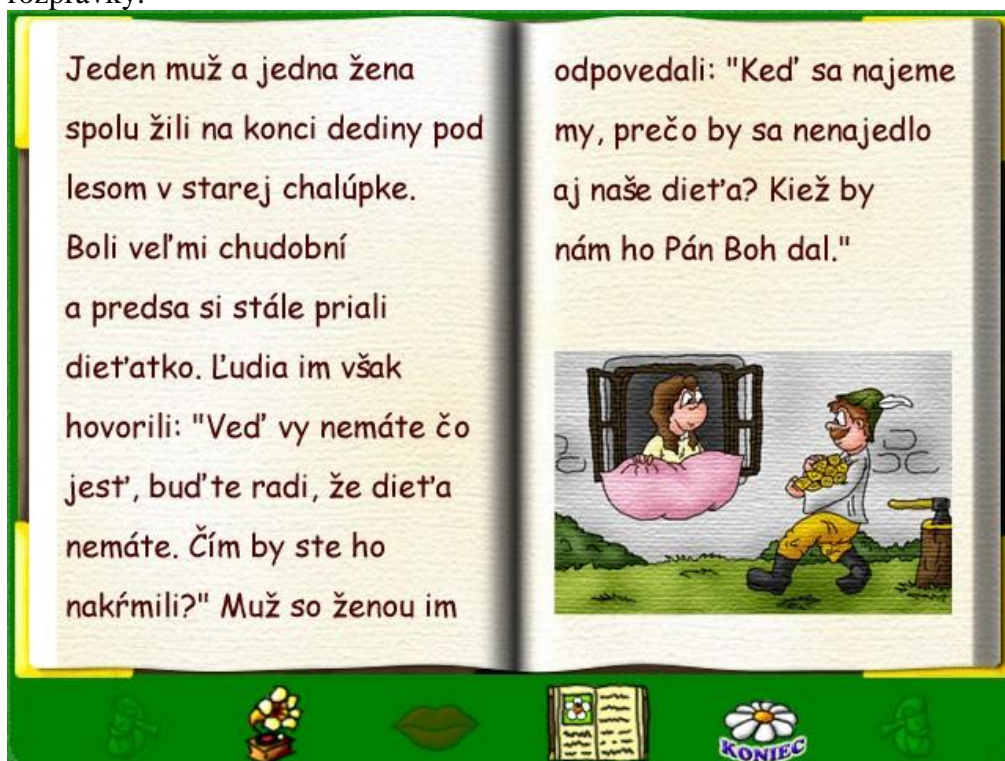 rozprávky.
Jeden muž a jedna žena
spolu žili na konci dediny pod
lesom v starej chalúpke.
Boli veľmi chudobní
a predsa si stále priali
dieťatko. Ľudia im však
hovorili: "Veď vy nemáte čo
jesť, buďte radi, že dieťa
nemáte. Čím by ste ho
nakŕmili?" Muž so ženou im
odpovedali: "Keď sa najeme
my, prečo by sa nenajedlo
aj naše dieťa? Kiež by
nám ho Pán Boh dal."
KONIEC